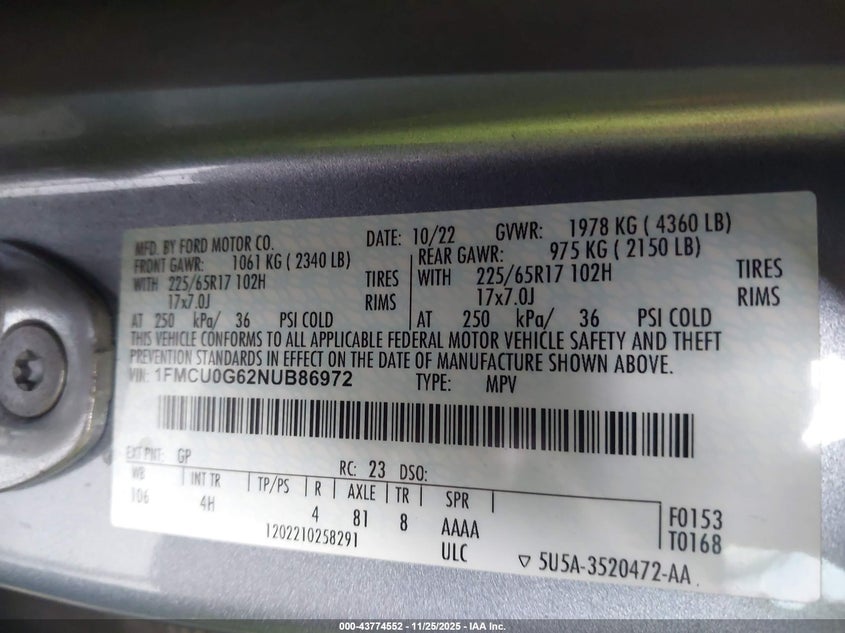 MFD. BY FORD MOTOR CO.
DATE: 10/22 GVWR: 1978 KG ( 4360 LB)
FRONT GAWR: 1061 KG ( 2340 LB)
WITH 225/65R17 102H TIRES
17x7.0J RIMS
AT 250 kPa/ 36 PSI COLD
REAR GAWR: 975 KG ( 2150 LB)
WITH 225/65R17 102H TIRES
17x7.0J RIMS
AT 250 kPa/ 36 PSI COLD
THIS VEHICLE CONFORMS TO ALL APPLICABLE FEDERAL MOTOR VEHICLE SAFETY AND THEFT
PREVENTION STANDARDS IN EFFECT ON THE DATE OF MANUFACTURE SHOWN ABOVE.
VIN: 1FMCU0G62NUB86972 TYPE: MPV
EXT PNT: GP RC: 23 DSO:
WB INT TR TP/PS R AXLE TR SPR
106 4H 4 81 8 AAAA
1202210258291 ULC
F0153
T0168
▽ 5U5A-3520472-AA
000-43774552 - 11/25/2025 - IAA Inc.